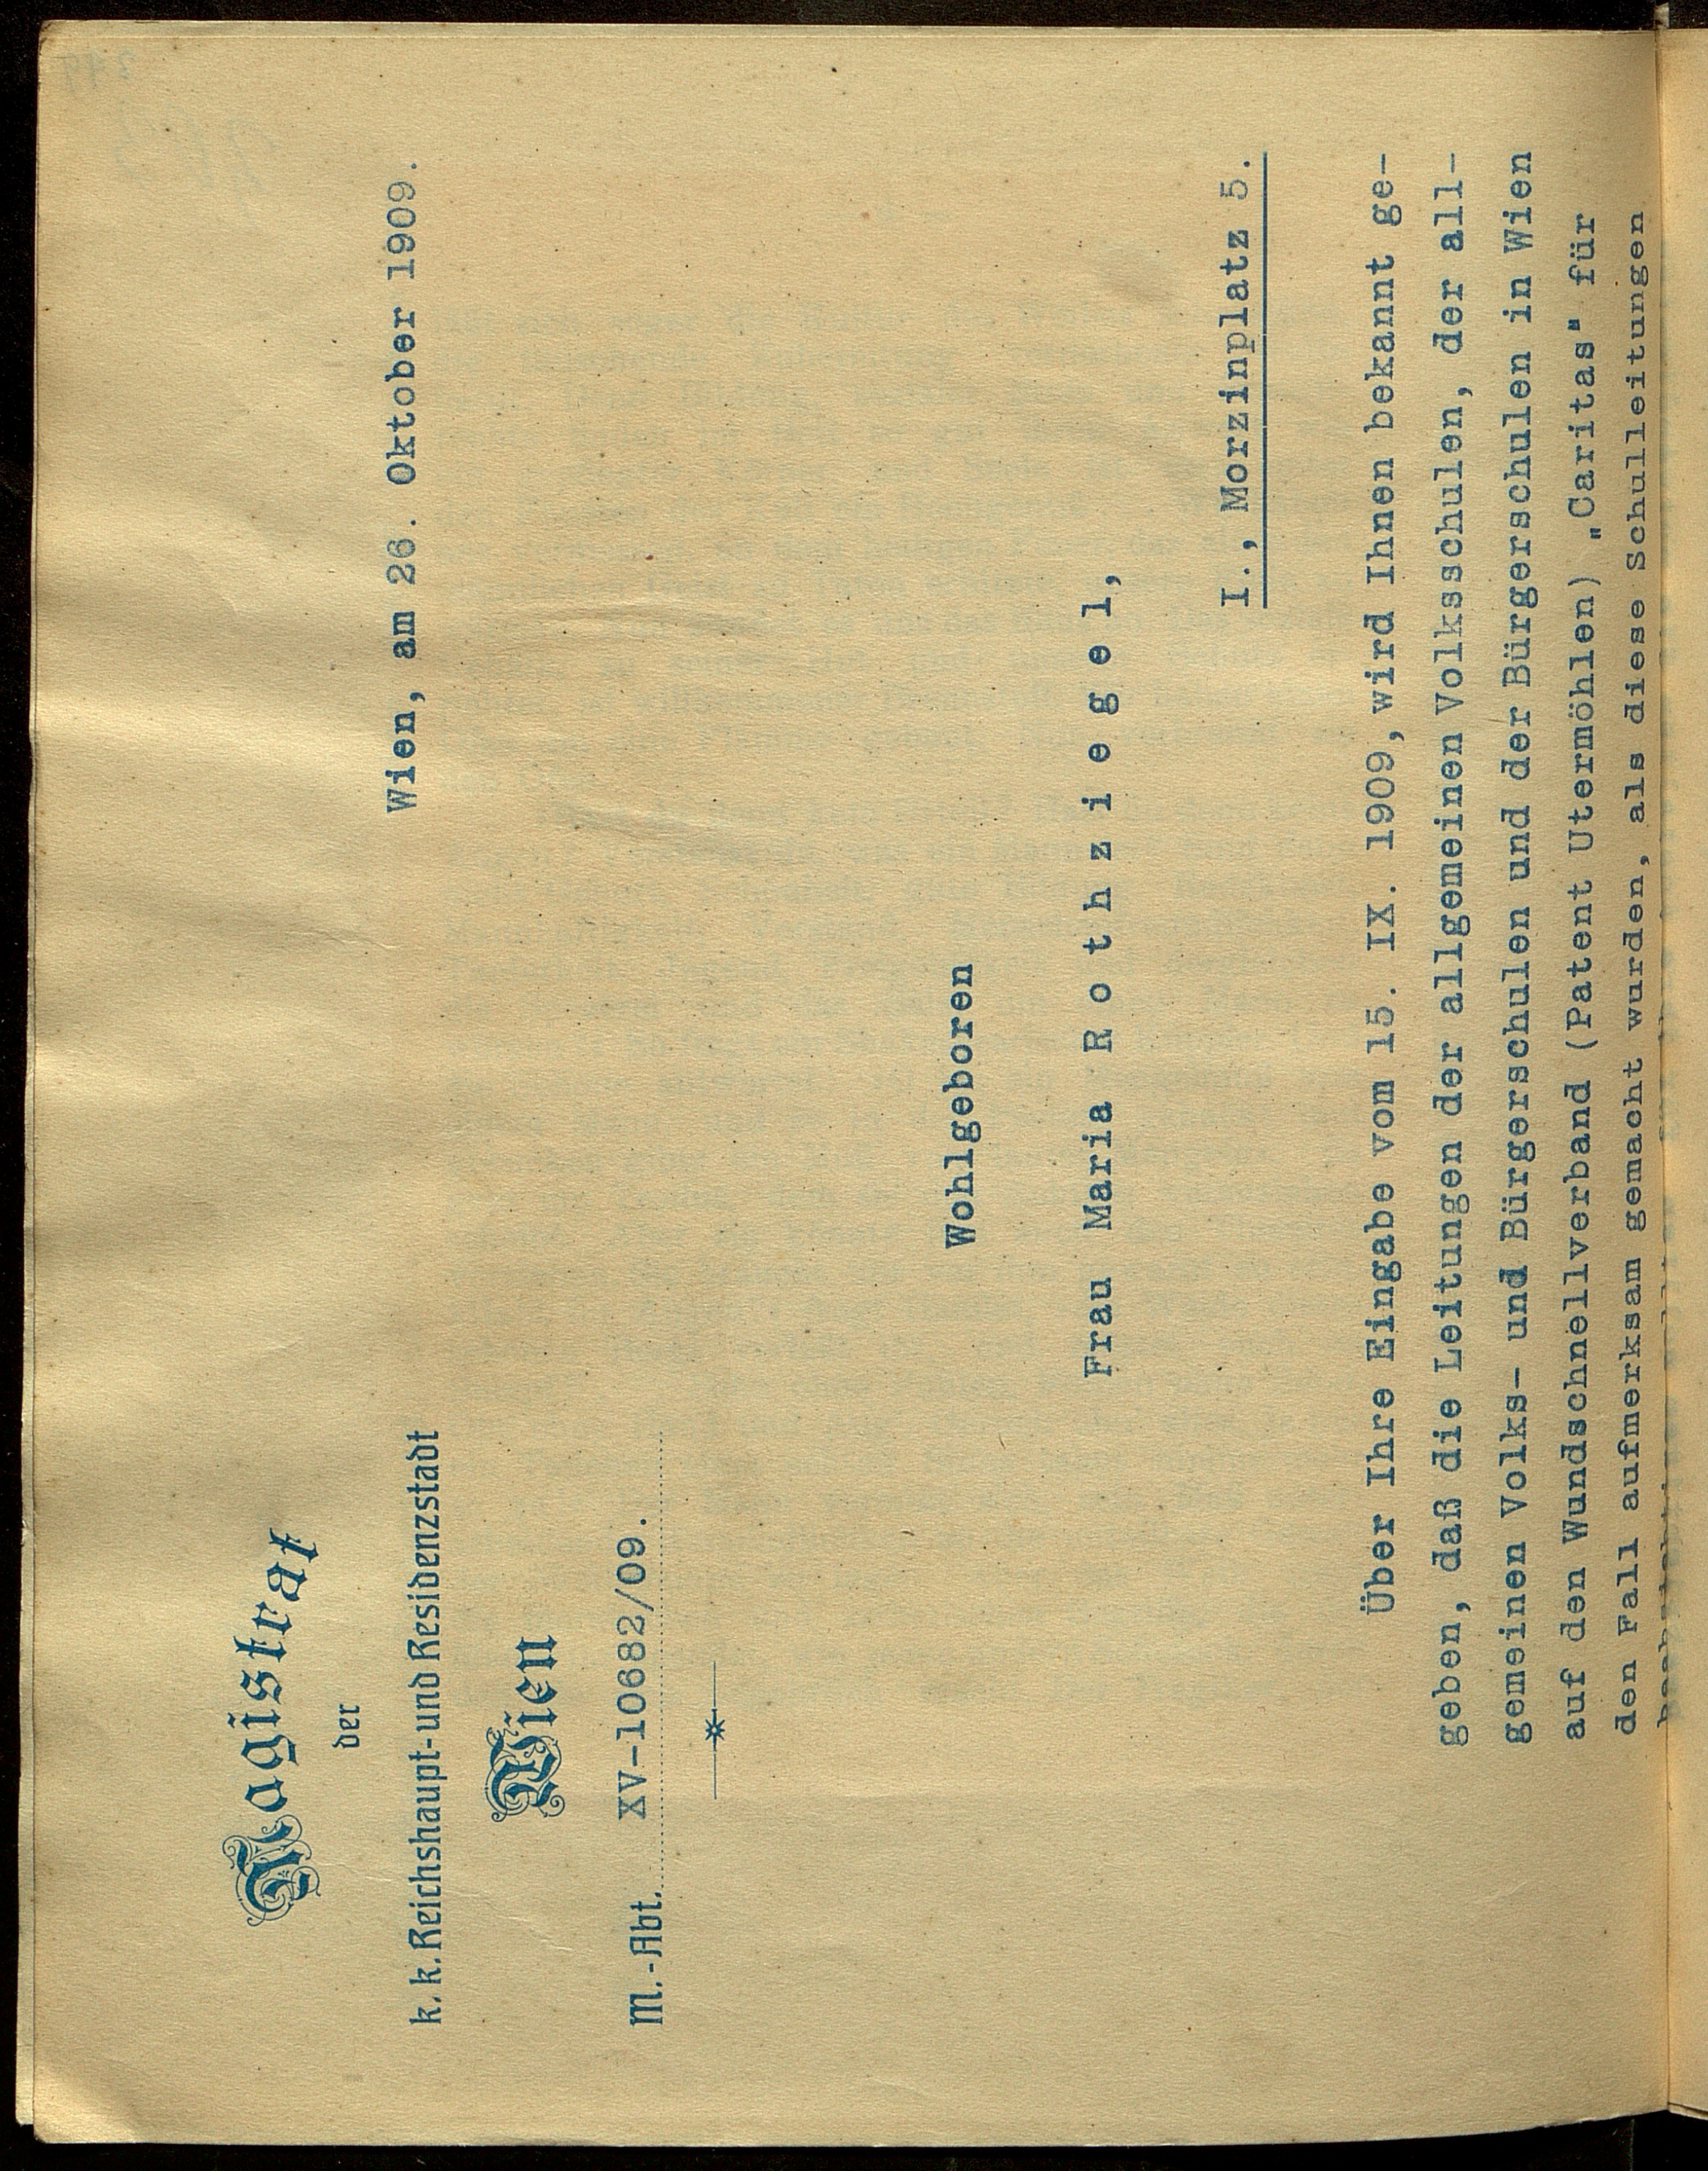 Magistrat
der
k. k. Reichshaupt- und Residenzstadt
Wien
M.-Abt. XV-10682/09.
Wien, am 26. Oktober 1909.
Wohlgeboren
Frau Maria Rothziegel,
I., Morzinplatz 5.
Über Ihre Eingabe vom 15. IX. 1909, wird Ihnen bekannt ge-
geben, daß die Leitungen der allgemeinen Volksschulen, der all-
gemeinen Volks- und Bürgerschulen und der Bürgerschulen in Wien
auf den Wundschnellverband (Patent Utermöhlen) „Caritas" für
den Fall aufmerksam gemacht wurden, als diese Schulleitungen